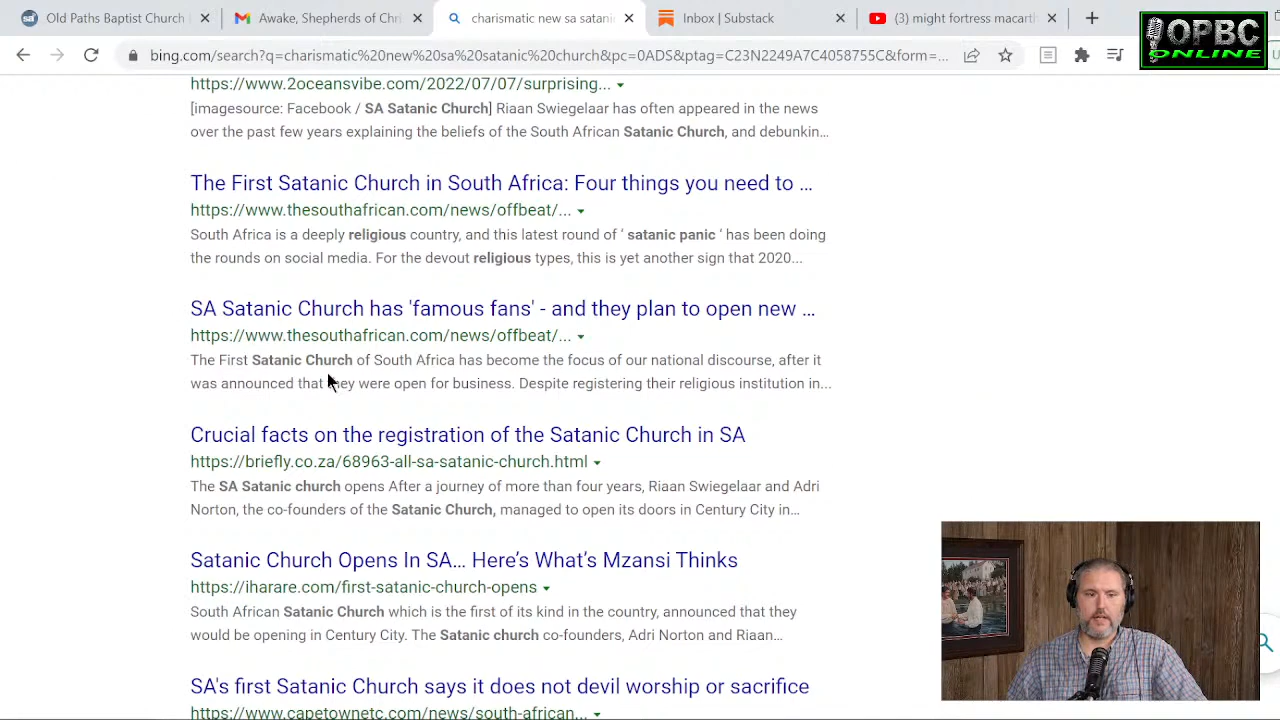 Old Paths Baptist Church
Awake, Shepherds of Ch
charismatic new sa satani
Inbox | Substack
(3) might fortress macarth
OPBC
ONLINE
bing.com/search?q=charismatic%20new%20sa%20satanic%20church&pc=0ADS&ptag=C23N2249A7C4058755C&form=...
https://www.2oceansvibe.com/2022/07/07/surprising...
[imagesource: Facebook / SA Satanic Church] Riaan Swiegelaar has often appeared in the news
over the past few years explaining the beliefs of the South African Satanic Church, and debunkin...
The First Satanic Church in South Africa: Four things you need to ...
https://www.thesouthafrican.com/news/offbeat/...
South Africa is a deeply religious country, and this latest round of ‘ satanic panic ’ has been doing
the rounds on social media. For the devout religious types, this is yet another sign that 2020...
SA Satanic Church has 'famous fans' - and they plan to open new ...
https://www.thesouthafrican.com/news/offbeat/...
The First Satanic Church of South Africa has become the focus of our national discourse, after it
was announced that they were open for business. Despite registering their religious institution in...
Crucial facts on the registration of the Satanic Church in SA
https://briefly.co.za/68963-all-sa-satanic-church.html
The SA Satanic church opens After a journey of more than four years, Riaan Swiegelaar and Adri
Norton, the co-founders of the Satanic Church, managed to open its doors in Century City in...
Satanic Church Opens In SA... Here’s What’s Mzansi Thinks
https://iharare.com/first-satanic-church-opens
South African Satanic Church which is the first of its kind in the country, announced that they
would be opening in Century City. The Satanic church co-founders, Adri Norton and Riaan...
SA's first Satanic Church says it does not devil worship or sacrifice
https://www.capetownetc.com/news/south-african...